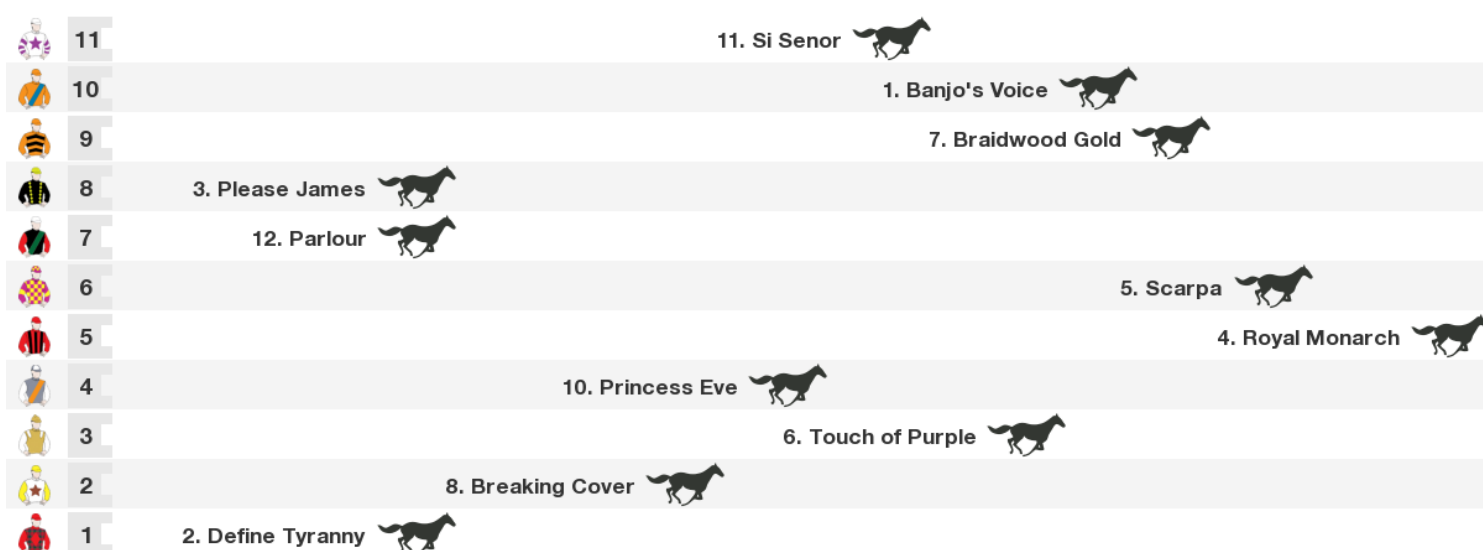 11 11. Si Senor
10 1. Banjo's Voice
9 7. Braidwood Gold
8 3. Please James
7 12. Parlour
6 5. Scarpa
5 4. Royal Monarch
4 10. Princess Eve
3 6. Touch of Purple
2 8. Breaking Cover
1 2. Define Tyranny